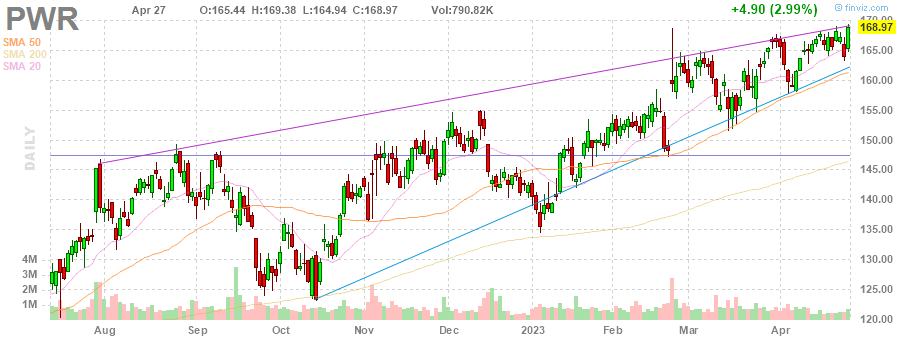 PWR Apr 27 O:165.44 H:169.38 L:164.94 C:168.97 Vol:790.82K +4.90 (2.99%) © finviz.com
SMA 50
SMA 200
SMA 20
DAILY
170.00
168.97
165.00
160.00
155.00
150.00
145.00
140.00
135.00
130.00
125.00
120.00
4M
3M
2M
1M
Aug Sep Oct Nov Dec 2023 Feb Mar Apr